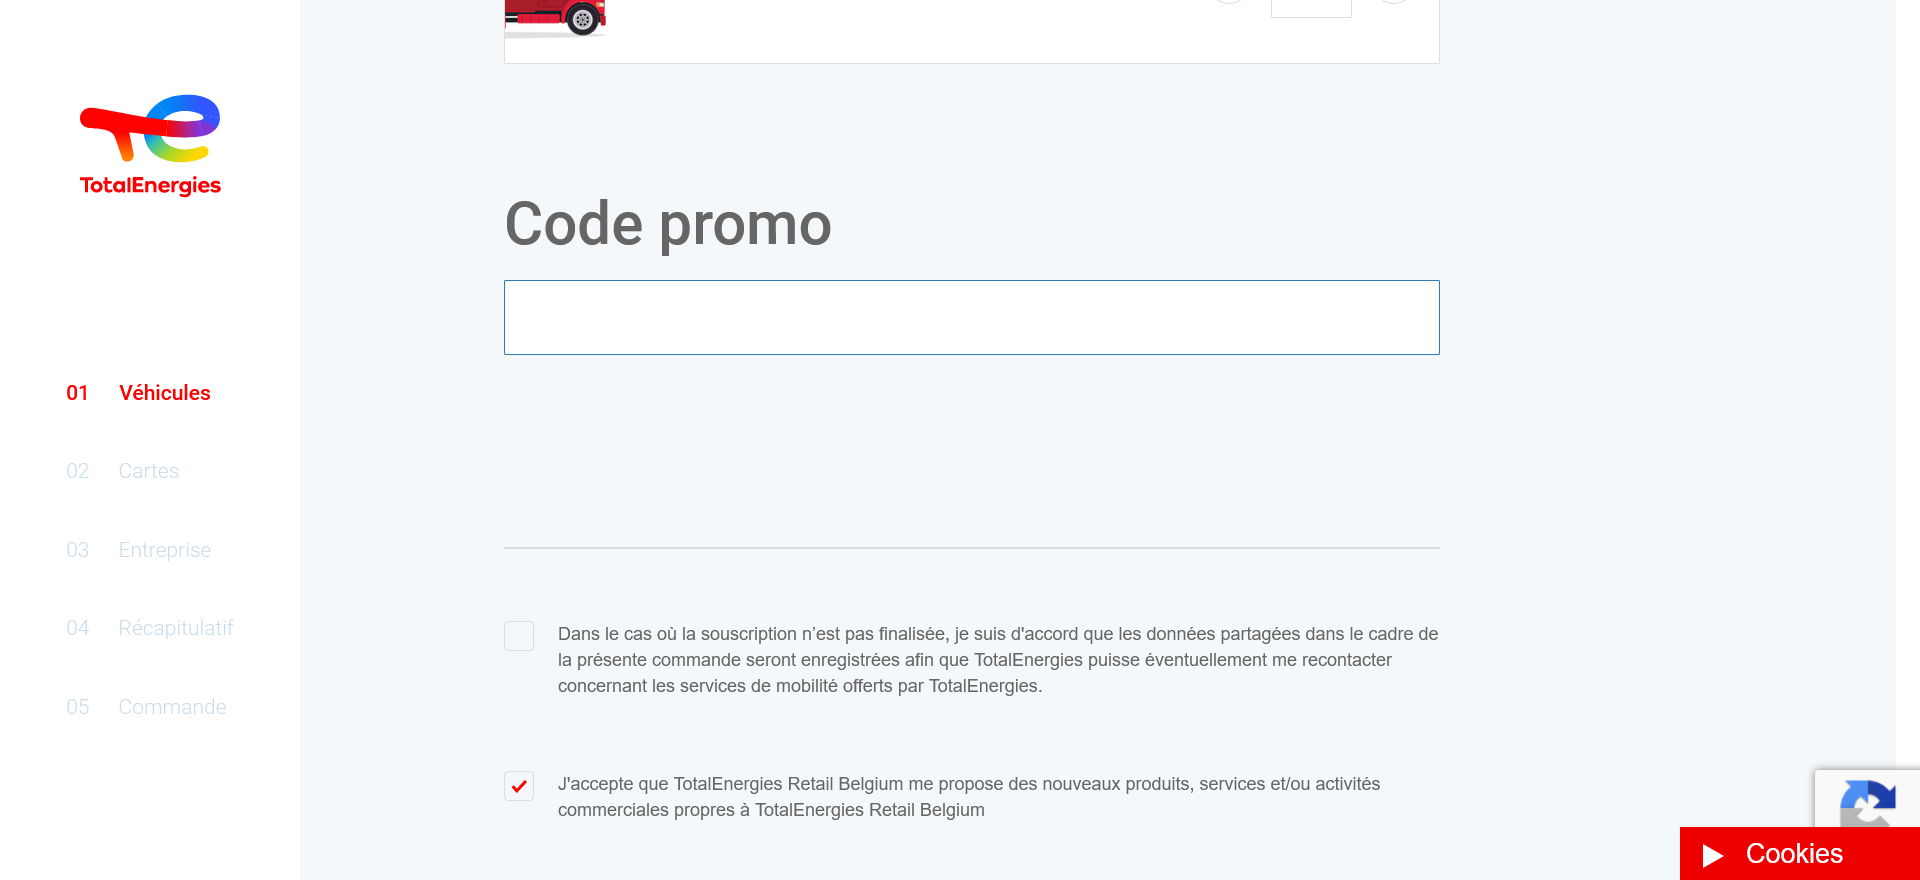 TotalEnergies
01 Véhicules
02 Cartes
03 Entreprise
04 Récapitulatif
05 Commande
Code promo
Dans le cas où la souscription n’est pas finalisée, je suis d'accord que les données partagées dans le cadre de
la présente commande seront enregistrées afin que TotalEnergies puisse éventuellement me recontacter
concernant les services de mobilité offerts par TotalEnergies.
J'accepte que TotalEnergies Retail Belgium me propose des nouveaux produits, services et/ou activités
commerciales propres à TotalEnergies Retail Belgium
Cookies